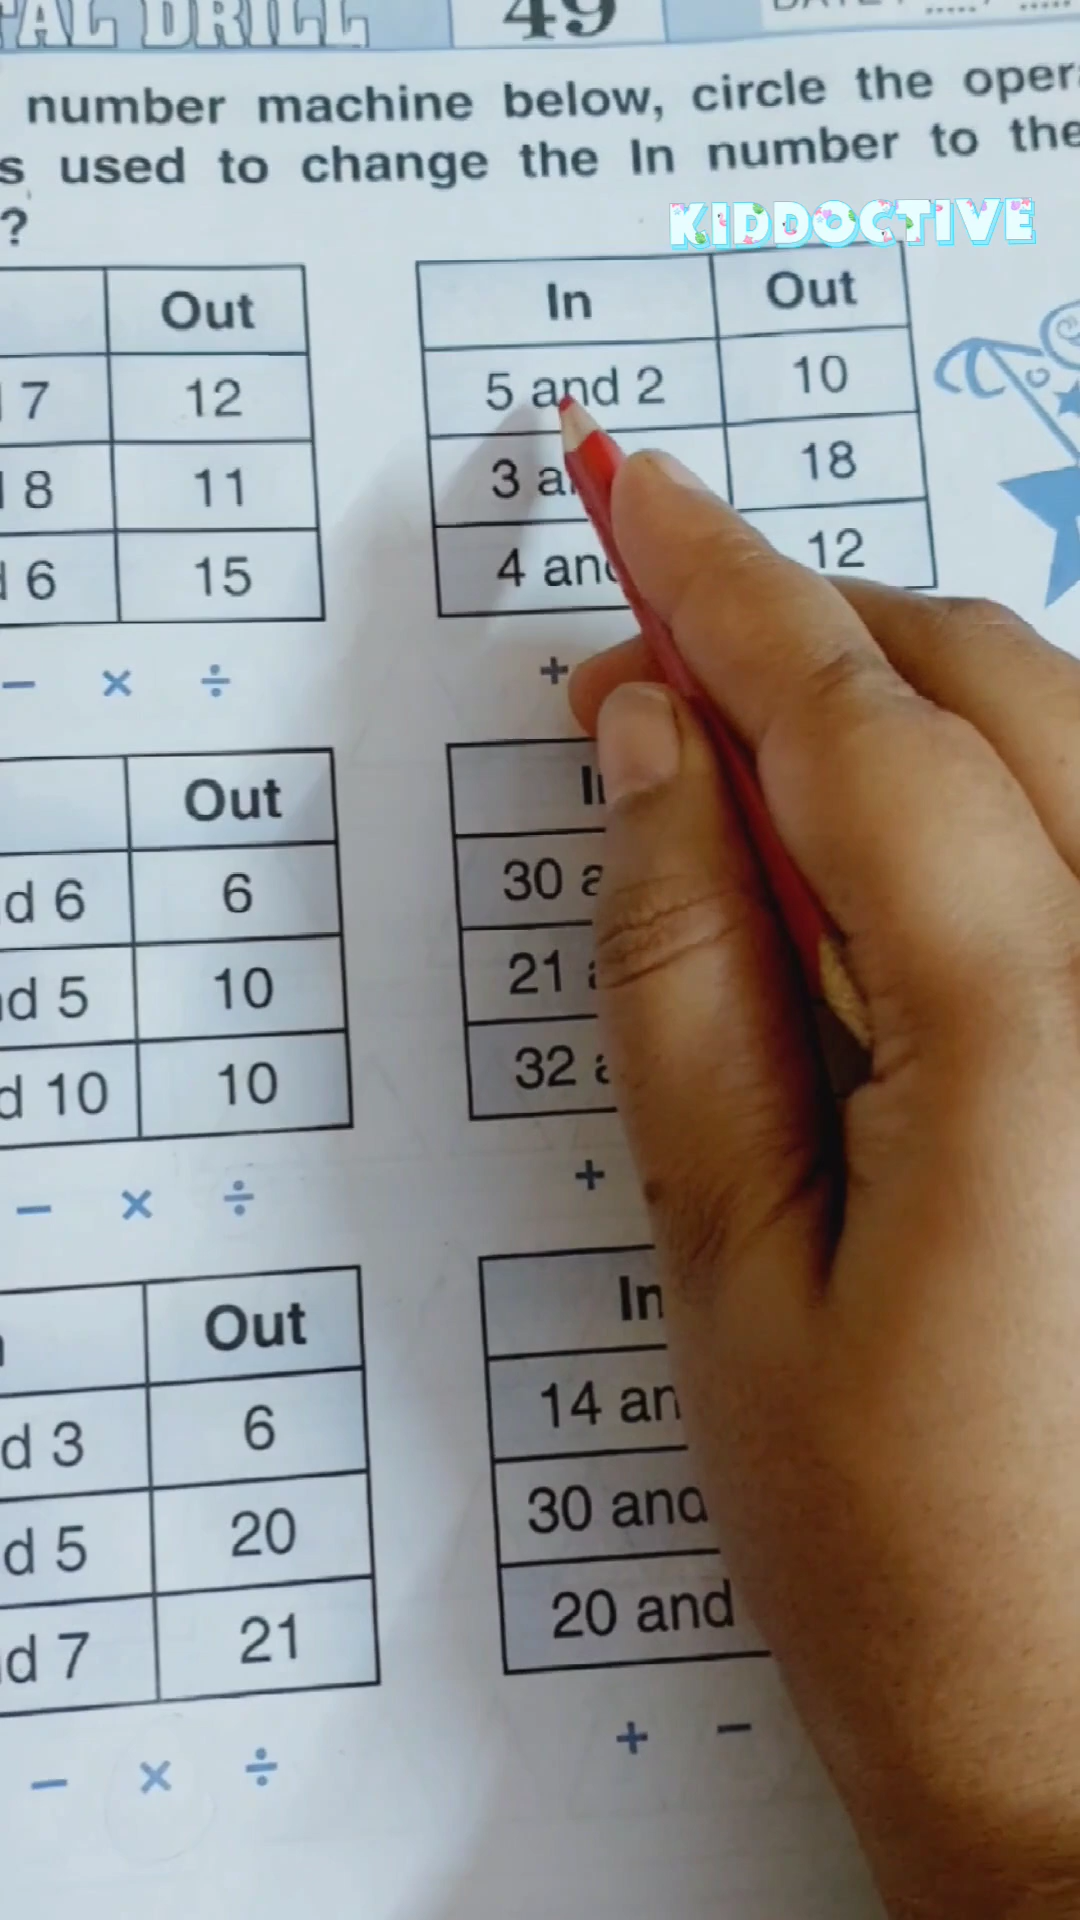 TAL DRILL 49
number machine below, circle the oper
s used to change the In number to the
?
KIDDOCTIVE
Out
7 12
8 11
6 15
− × ÷
In Out
5 and 2 10
3 a 18
4 and 12
+
Out
d 6 6
d 5 10
d 10 10
− × ÷
I
30 a
21 a
32 a
+
Out
d 3 6
d 5 20
d 7 21
− × ÷
In
14 an
30 and
20 and
+ −